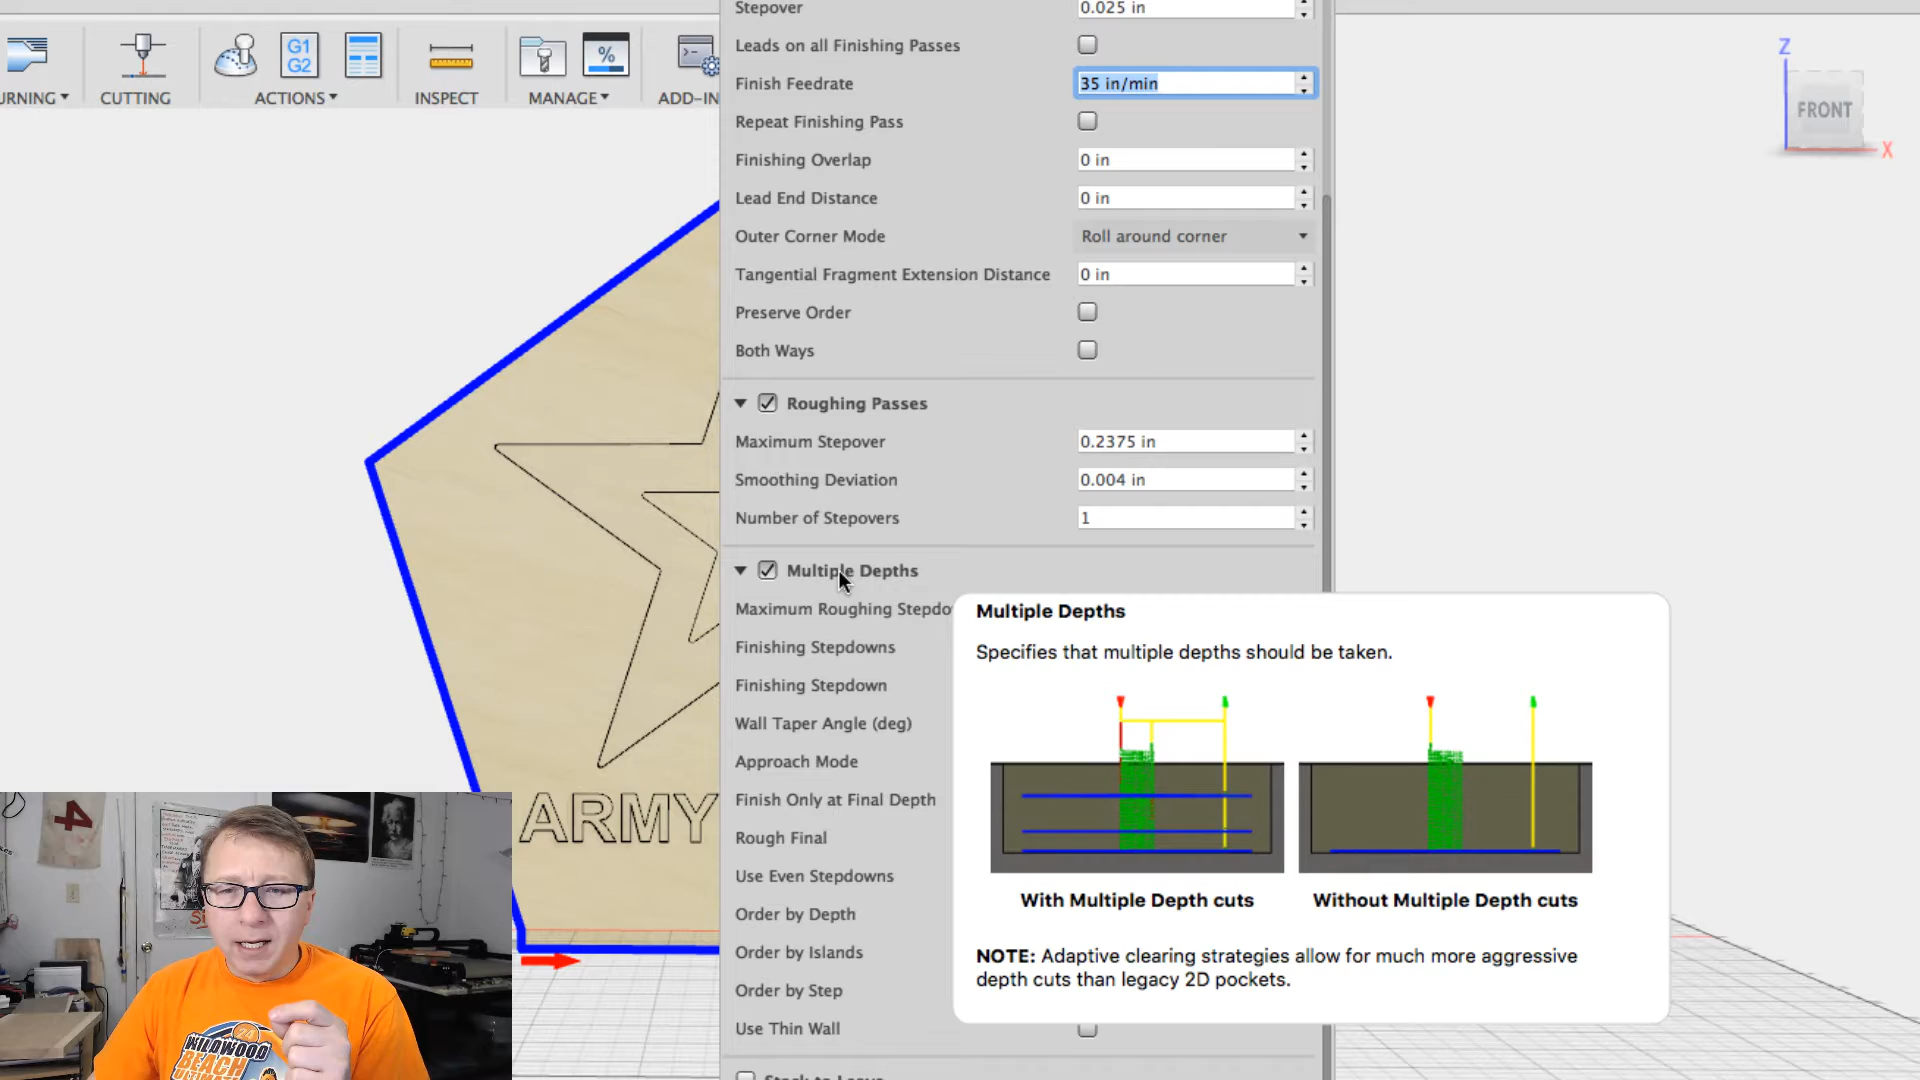 Stepover
0.025 in
Leads on all Finishing Passes
Finish Feedrate
35 in/min
Repeat Finishing Pass
Finishing Overlap
0 in
Lead End Distance
0 in
Outer Corner Mode
Roll around corner
Tangential Fragment Extension Distance
0 in
Preserve Order
Both Ways
Roughing Passes
Maximum Stepover
0.2375 in
Smoothing Deviation
0.004 in
Number of Stepovers
1
Multiple Depths
Maximum Roughing Stepdo
Finishing Stepdowns
Finishing Stepdown
Wall Taper Angle (deg)
Approach Mode
Finish Only at Final Depth
Rough Final
Use Even Stepdowns
Order by Depth
Order by Islands
Order by Step
Use Thin Wall
Multiple Depths
Specifies that multiple depths should be taken.
With Multiple Depth cuts
Without Multiple Depth cuts
NOTE: Adaptive clearing strategies allow for much more aggressive
depth cuts than legacy 2D pockets.
URNING
CUTTING
G1
G2
ACTIONS
INSPECT
%
MANAGE
ADD-IN
Z
FRONT
X
ARMY
4
24
WILDWOOD
BEACH